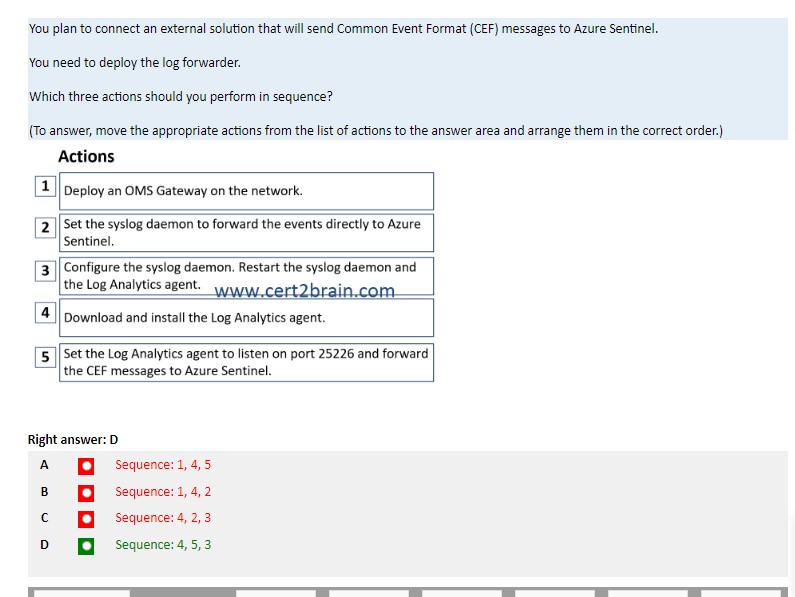 You plan to connect an external solution that will send Common Event Format (CEF) messages to Azure Sentinel.
You need to deploy the log forwarder.
Which three actions should you perform in sequence?
(To answer, move the appropriate actions from the list of actions to the answer area and arrange them in the correct order.)
Actions
1 Deploy an OMS Gateway on the network.
2 Set the syslog daemon to forward the events directly to Azure
Sentinel.
3 Configure the syslog daemon. Restart the syslog daemon and
the Log Analytics agent.
www.cert2brain.com
4 Download and install the Log Analytics agent.
5 Set the Log Analytics agent to listen on port 25226 and forward
the CEF messages to Azure Sentinel.
Right answer: D
A Sequence: 1, 4, 5
B Sequence: 1, 4, 2
C Sequence: 4, 2, 3
D Sequence: 4, 5, 3